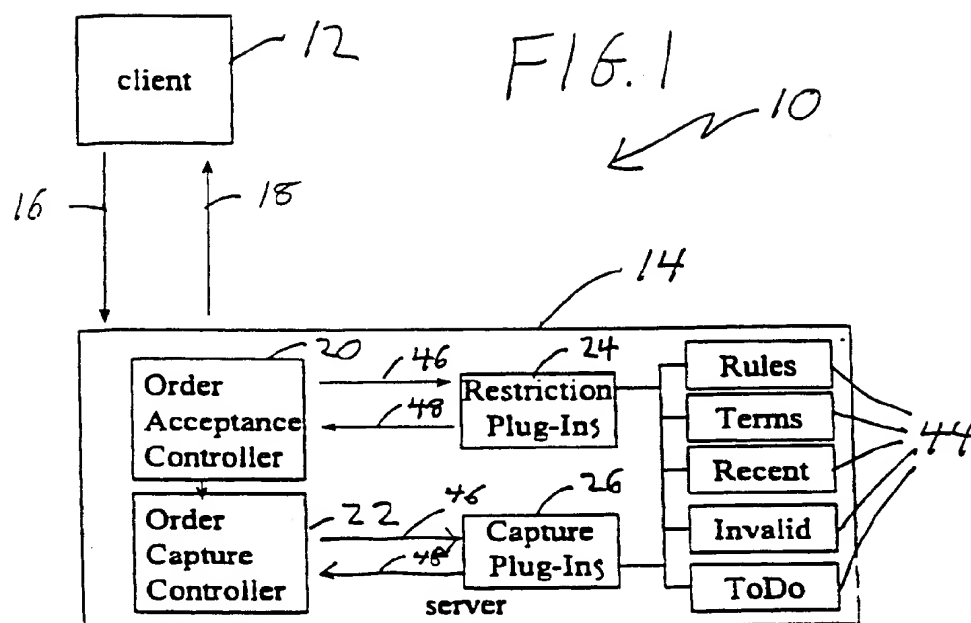 FIG. 1
12
client
10
16
18
14
20
Order
Acceptance
Controller
46
48
24
Restriction
Plug-Ins
Rules
Terms
Recent
Invalid
ToDo
44
22
Order
Capture
Controller
46
48
26
Capture
Plug-Ins
server